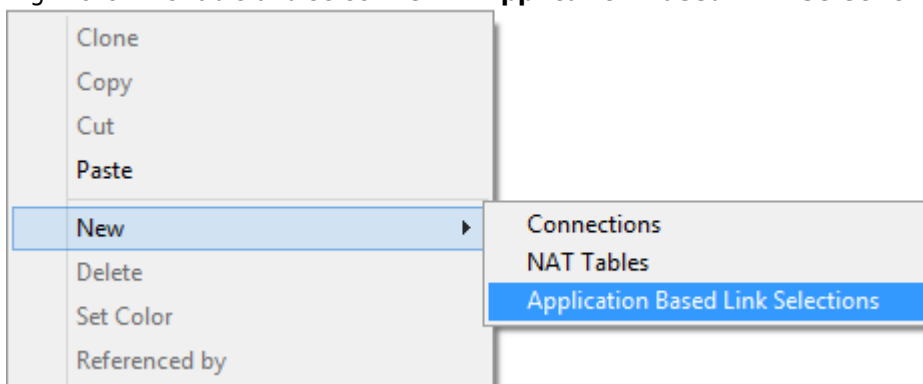 Clone
Copy
Cut
Paste
New
Connections
NAT Tables
Delete
Application Based Link Selections
Set Color
Referenced by